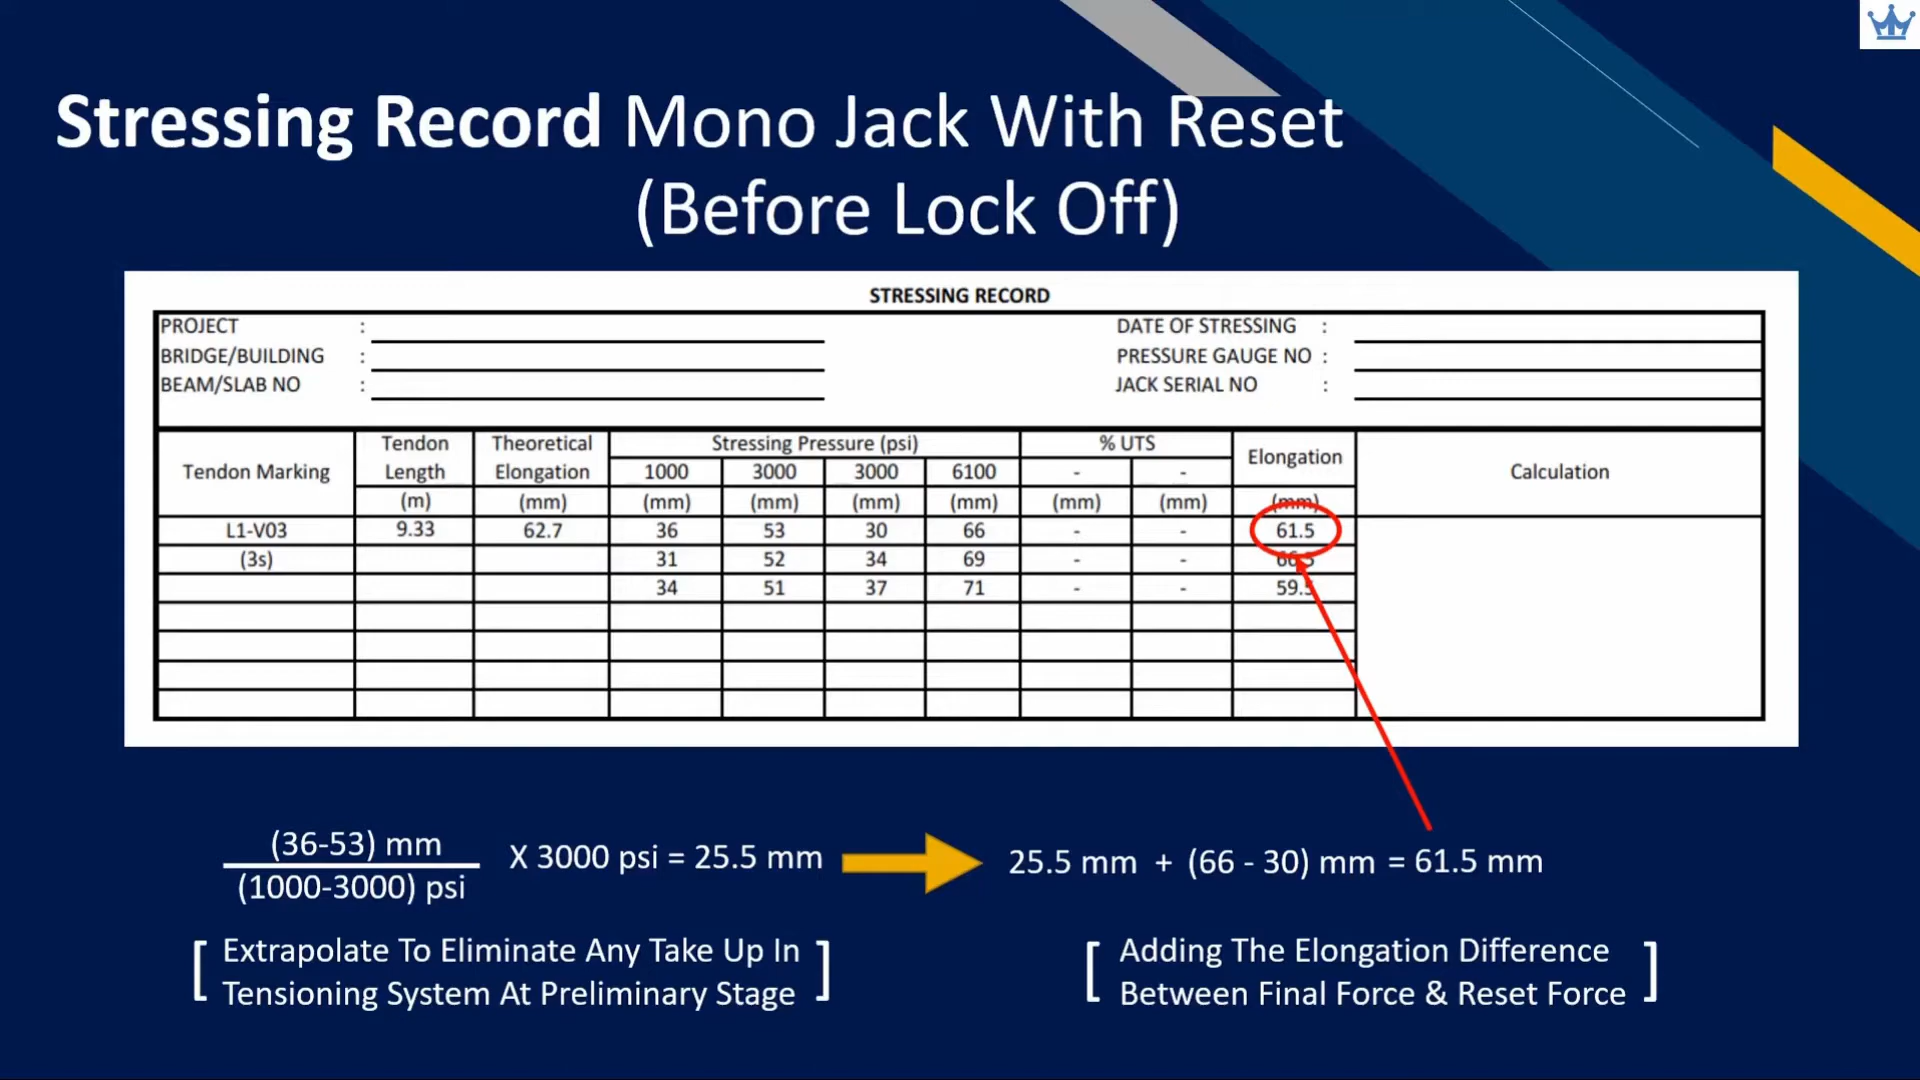 Stressing Record Mono Jack With Reset
(Before Lock Off)
STRESSING RECORD
PROJECT : DATE OF STRESSING :
BRIDGE/BUILDING : PRESSURE GAUGE NO :
BEAM/SLAB NO : JACK SERIAL NO :
Tendon Marking Tendon Length Theoretical Elongation Stressing Pressure (psi) % UTS Elongation Calculation
1000 3000 3000 6100 - -
(m) (mm) (mm) (mm) (mm) (mm) (mm) (mm) (mm)
L1-V03 9.33 62.7 36 53 30 66 - - 61.5
(3s) 31 52 34 69 - - 66.5
34 51 37 71 - - 59.5
(36-53) mm
(1000-3000) psi
X 3000 psi = 25.5 mm
25.5 mm + (66 - 30) mm = 61.5 mm
[ Extrapolate To Eliminate Any Take Up In
Tensioning System At Preliminary Stage ]
[ Adding The Elongation Difference
Between Final Force & Reset Force ]